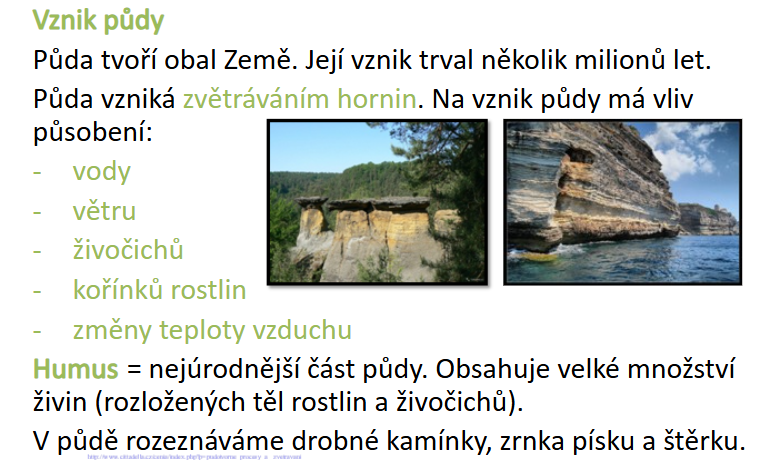 Vznik půdy
Půda tvoří obal Země. Její vznik trval několik milionů let.
Půda vzniká zvětráváním hornin. Na vznik půdy má vliv
působení:
- vody
- větru
- živočichů
- kořínků rostlin
- změny teploty vzduchu
Humus = nejúrodnější část půdy. Obsahuje velké množství
živin (rozložených těl rostlin a živočichů).
V půdě rozeznáváme drobné kamínky, zrnka písku a štěrku.